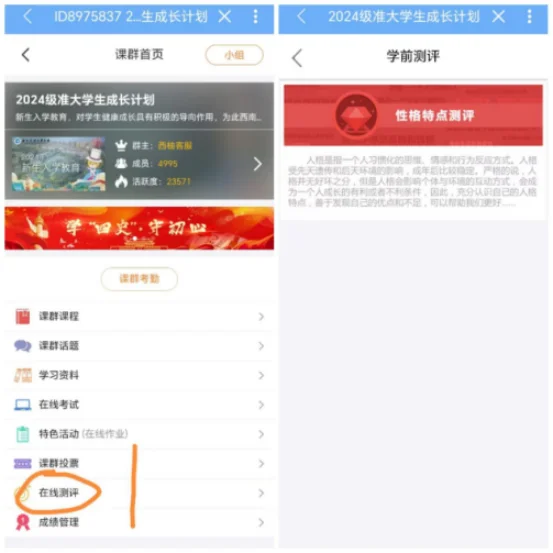 ID8975837 2...生成长计划
课群首页
小组
2024级准大学生成长计划
新生入学教育，对学生健康成长具有积极的导向作用，为此西南...
新生入学教育
群主：西柚客服
成员：4995
活跃度：23571
学“四史”·守初心
课群考勤
课群课程
课群话题
学习资料
在线考试
特色活动 (在线作业)
课群投票
在线测评
成绩管理
2024级准大学生成长计划
学前测评
性格特点测评
人格是指一个人习惯化的思维、情感和行为反应方式。人格
受先天遗传和后天环境的影响，成年后比较稳定。严格的说，人
格并无好坏之分，但是人格会影响个体与环境的互动方式，会成
为一个人成长的有利或者不利条件，因此，充分认识自己的人格
特点，善于发现自己的优点和不足，可以帮助我们更好......